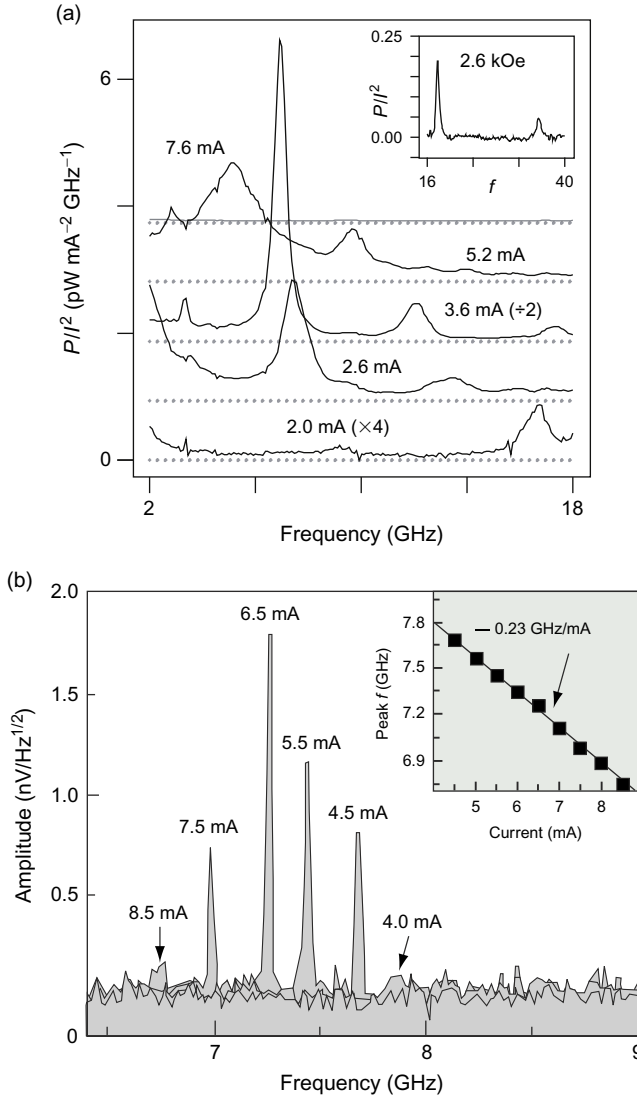 (a)
6
0
P/I² (pW mA⁻² GHz⁻¹)
7.6 mA
5.2 mA
3.6 mA (÷2)
2.6 mA
2.0 mA (×4)
2
18
Frequency (GHz)
0.25
0.00
P/I²
2.6 kOe
16
f
40
(b)
2.0
1.5
1.0
0.5
0
Amplitude (nV/Hz^1/2)
6.5 mA
5.5 mA
7.5 mA
4.5 mA
8.5 mA
4.0 mA
7
8
9
Frequency (GHz)
7.8
7.5
7.2
6.9
Peak f (GHz)
— 0.23 GHz/mA
5
6
7
8
Current (mA)